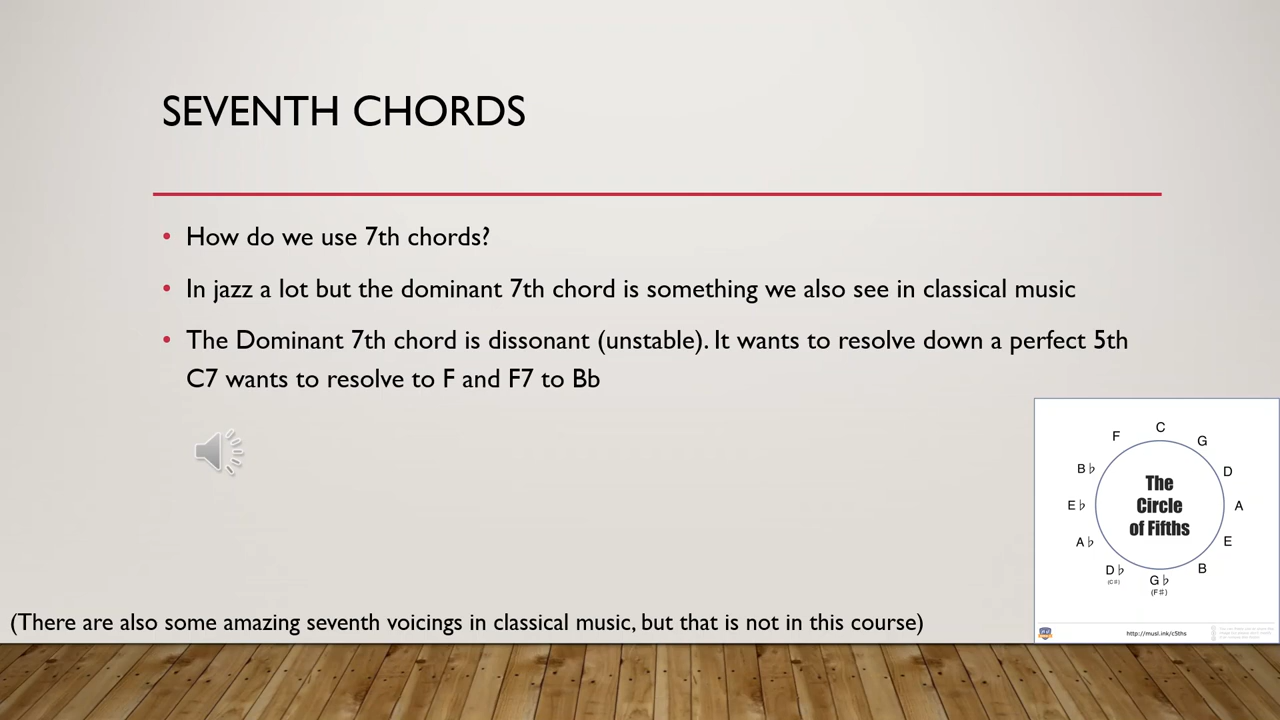 SEVENTH CHORDS
• How do we use 7th chords?
• In jazz a lot but the dominant 7th chord is something we also see in classical music
• The Dominant 7th chord is dissonant (unstable). It wants to resolve down a perfect 5th
C7 wants to resolve to F and F7 to Bb
C
F
G
B♭
D
The
Circle
of Fifths
E♭
A
A♭
E
D♭
(C#)
G♭
(F#)
B
http://musl.ink/c5ths
(There are also some amazing seventh voicings in classical music, but that is not in this course)